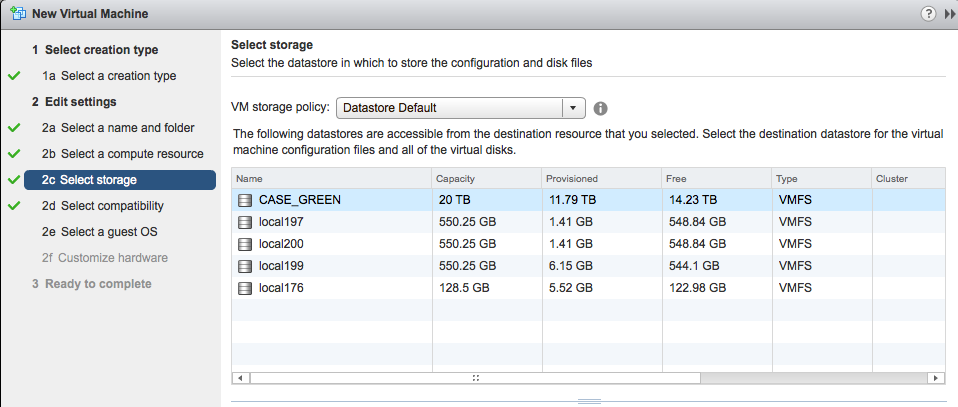 New Virtual Machine
1 Select creation type
1a Select a creation type
2 Edit settings
2a Select a name and folder
2b Select a compute resource
2c Select storage
2d Select compatibility
2e Select a guest OS
2f Customize hardware
3 Ready to complete
Select storage
Select the datastore in which to store the configuration and disk files
VM storage policy: Datastore Default
The following datastores are accessible from the destination resource that you selected. Select the destination datastore for the virtual
machine configuration files and all of the virtual disks.
Name Capacity Provisioned Free Type Cluster
CASE_GREEN 20 TB 11.79 TB 14.23 TB VMFS
local197 550.25 GB 1.41 GB 548.84 GB VMFS
local200 550.25 GB 1.41 GB 548.84 GB VMFS
local199 550.25 GB 6.15 GB 544.1 GB VMFS
local176 128.5 GB 5.52 GB 122.98 GB VMFS